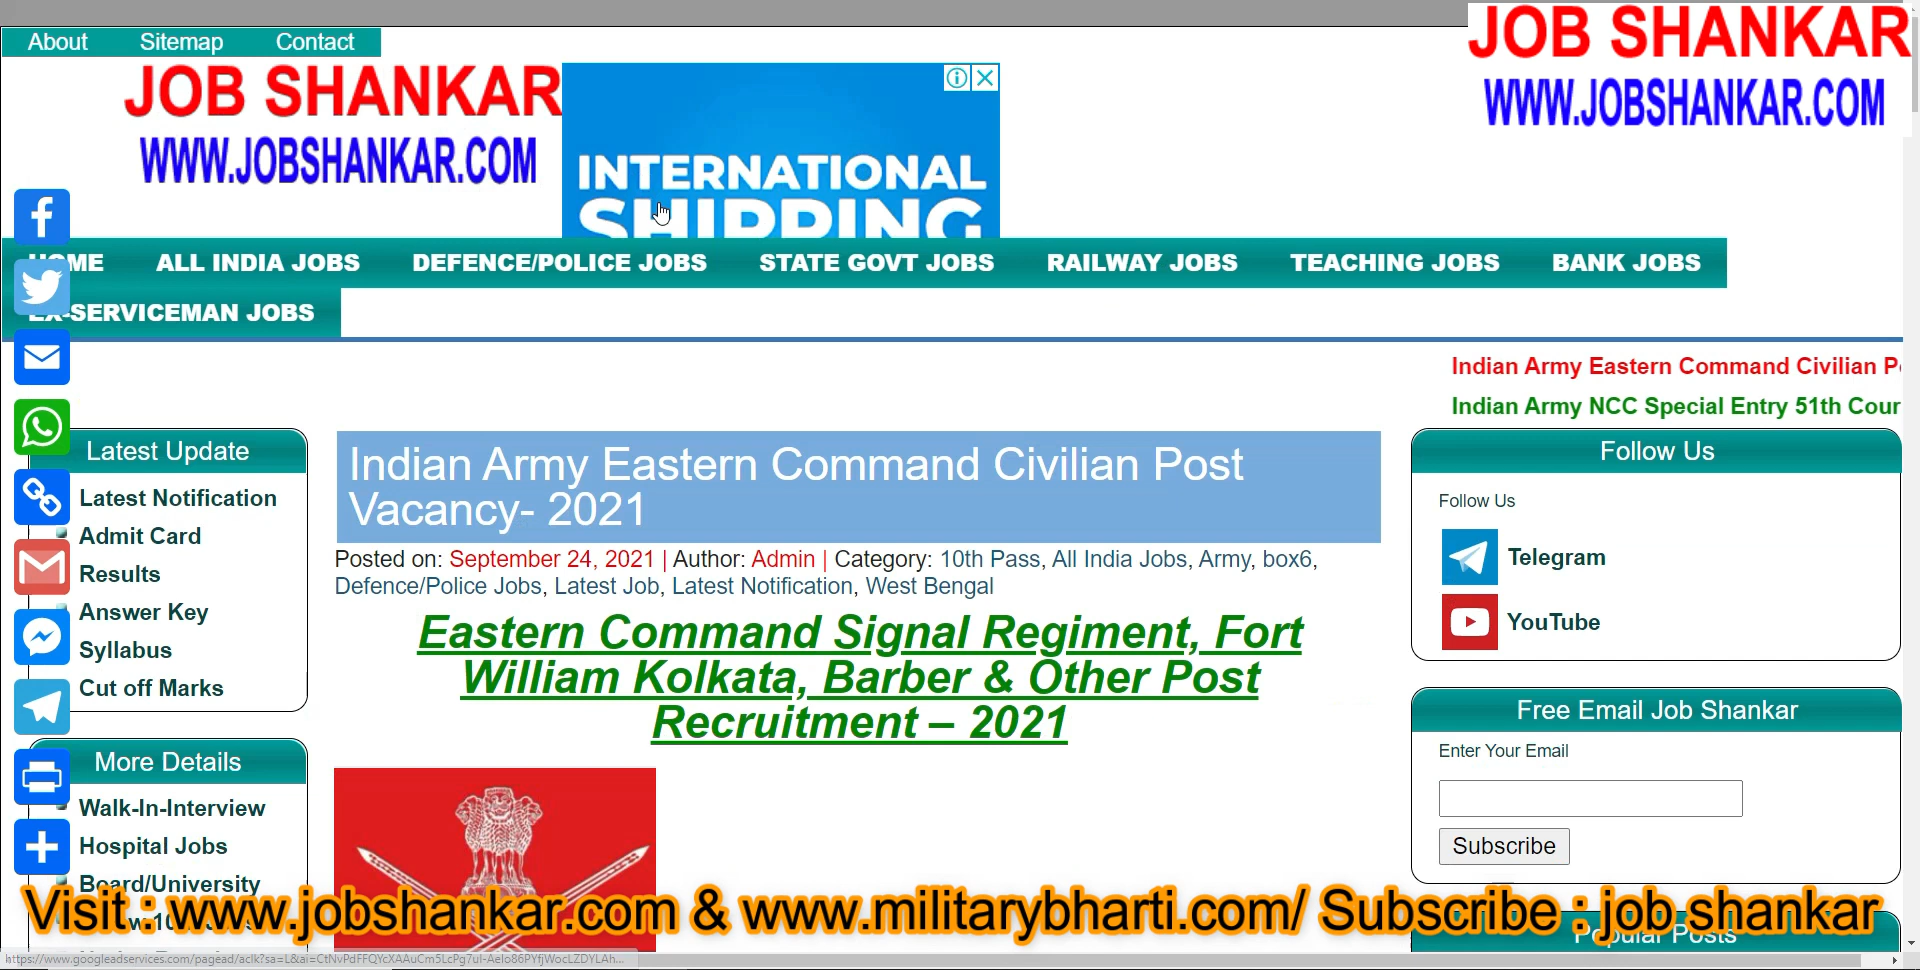 About Sitemap Contact
JOB SHANKAR
WWW.JOBSHANKAR.COM
INTERNATIONAL
SHIPPING
JOB SHANKAR
WWW.JOBSHANKAR.COM
HOME ALL INDIA JOBS DEFENCE/POLICE JOBS STATE GOVT JOBS RAILWAY JOBS TEACHING JOBS BANK JOBS
EX-SERVICEMAN JOBS
Indian Army Eastern Command Civilian P
Indian Army NCC Special Entry 51th Cour
Latest Update
Latest Notification
Admit Card
Results
Answer Key
Syllabus
Cut off Marks
More Details
Walk-In-Interview
Hospital Jobs
Board/University
Indian Army Eastern Command Civilian Post
Vacancy- 2021
Posted on: September 24, 2021 | Author: Admin | Category: 10th Pass, All India Jobs, Army, box6,
Defence/Police Jobs, Latest Job, Latest Notification, West Bengal
Eastern Command Signal Regiment, Fort
William Kolkata, Barber & Other Post
Recruitment – 2021
Follow Us
Follow Us
Telegram
YouTube
Free Email Job Shankar
Enter Your Email
Subscribe
Popular Posts
Visit : www.jobshankar.com & www.militarybharti.com/ Subscribe : job shankar